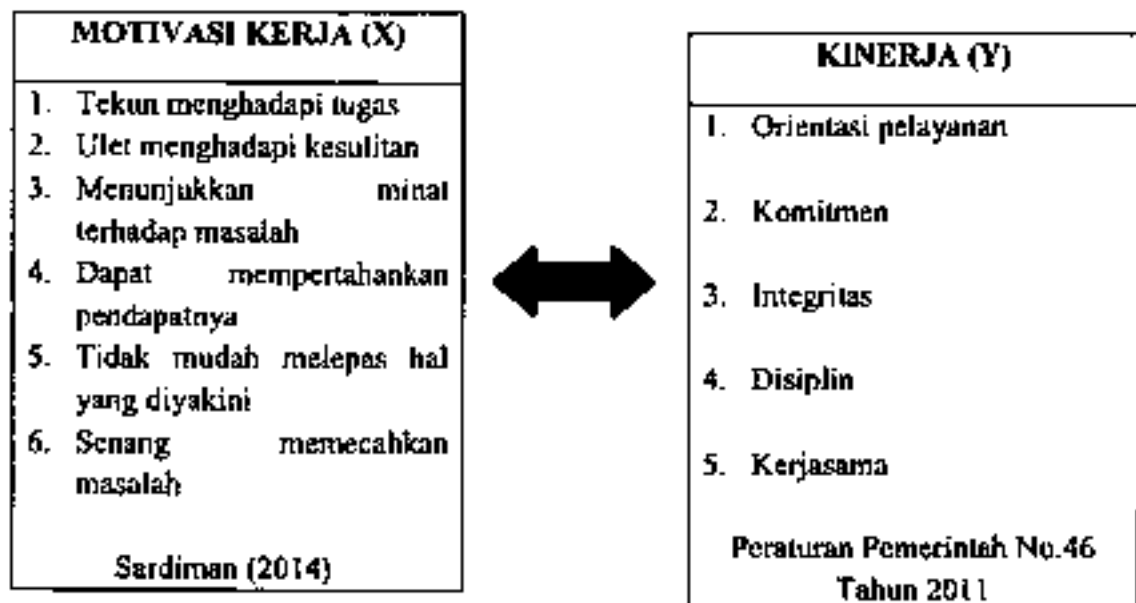 MOTIVASI KERJA (X)
1. Tekun menghadapi tugas
2. Ulet menghadapi kesulitan
3. Menunjukkan minat
terhadap masalah
4. Dapat mempertahankan
pendapatnya
5. Tidak mudah melepas hal
yang diyakini
6. Senang memecahkan
masalah
Sardiman (2014)
KINERJA (Y)
1. Orientasi pelayanan
2. Komitmen
3. Integritas
4. Disiplin
5. Kerjasama
Peraturan Pemerintah No.46
Tahun 2011